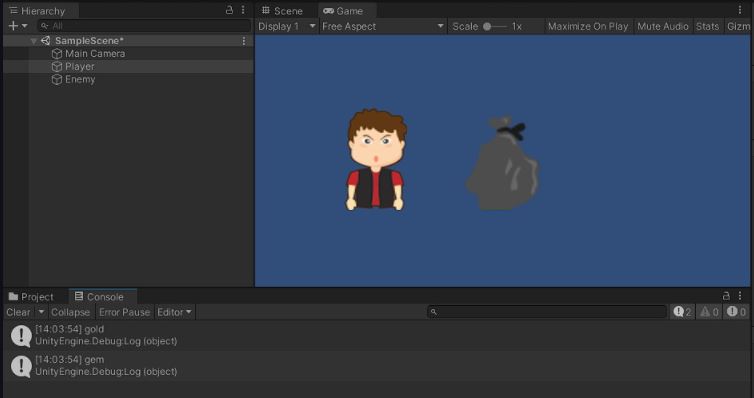 Hierarchy
All
SampleScene*
Main Camera
Player
Enemy
Scene Game
Display 1 Free Aspect Scale 1x Maximize On Play Mute Audio Stats Gizm
Project Console
Clear Collapse Error Pause Editor 2 0 0
[14:03:54] gold
UnityEngine.Debug:Log (object)
[14:03:54] gem
UnityEngine.Debug:Log (object)